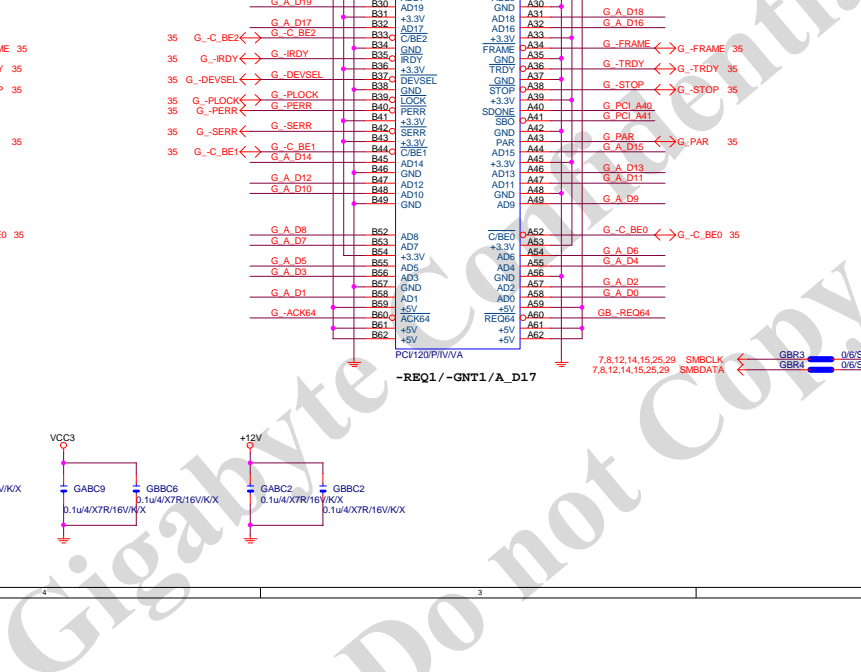 G_A_D19 B30 AD19 GND A30
B31 +3.3V AD18 A31 G_A_D18
G_A_D17 B32 AD17 AD16 A32 G_A_D16
35 G_-C_BE2 G_-C_BE2 B33 C/BE2 +3.3V A33
B34 GND FRAME A34 G_-FRAME G_-FRAME 35
35 G_-IRDY G_-IRDY B35 IRDY GND A35
B36 +3.3V TRDY A36 G_-TRDY G_-TRDY 35
35 G_-DEVSEL G_-DEVSEL B37 DEVSEL GND A37
B38 GND STOP A38 G_-STOP G_-STOP 35
35 G_-PLOCK G_-PLOCK B39 LOCK +3.3V A39
35 G_-PERR G_-PERR B40 PERR SDONE A40 G_PCI_A40
B41 +3.3V SBO A41 G_PCI_A41
35 G_-SERR G_-SERR B42 SERR GND A42
35 B43 +3.3V PAR A43 G_PAR G_PAR 35
35 G_-C_BE1 G_-C_BE1 B44 C/BE1 AD15 A44 G_A_D15
G_A_D14 B45 AD14 +3.3V A45
B46 GND AD13 A46 G_A_D13
G_A_D12 B47 AD12 AD11 A47 G_A_D11
G_A_D10 B48 AD10 GND A48
B49 GND AD9 A49 G_A_D9
35 G_A_D8 B52 AD8 C/BE0 A52 G_-C_BE0 G_-C_BE0 35
G_A_D7 B53 AD7 +3.3V A53
B54 +3.3V AD6 A54 G_A_D6
G_A_D5 B55 AD5 AD4 A55 G_A_D4
G_A_D3 B56 AD3 GND A56
B57 GND AD2 A57 G_A_D2
G_A_D1 B58 AD1 AD0 A58 G_A_D0
B59 +5V +5V A59
G_-ACK64 B60 ACK64 REQ64 A60 GB_-REQ64
B61 +5V +5V A61
B62 +5V +5V A62
PCI/120/P/IV/VA
-REQ1/-GNT1/A_D17
7,8,12,14,15,25,29 SMBCLK GBR3 0/6/S
7,8,12,14,15,25,29 SMBDATA GBR4 0/6/S
VCC3 +12V
V/K/X GABC9 GBBC6 GABC2 GBBC2
0.1u/4/X7R/16V/K/X 0.1u/4/X7R/16V/K/X
0.1u/4/X7R/16V/K/X 0.1u/4/X7R/16V/K/X
4 3
Gigabyte Confidential
Do not Copy